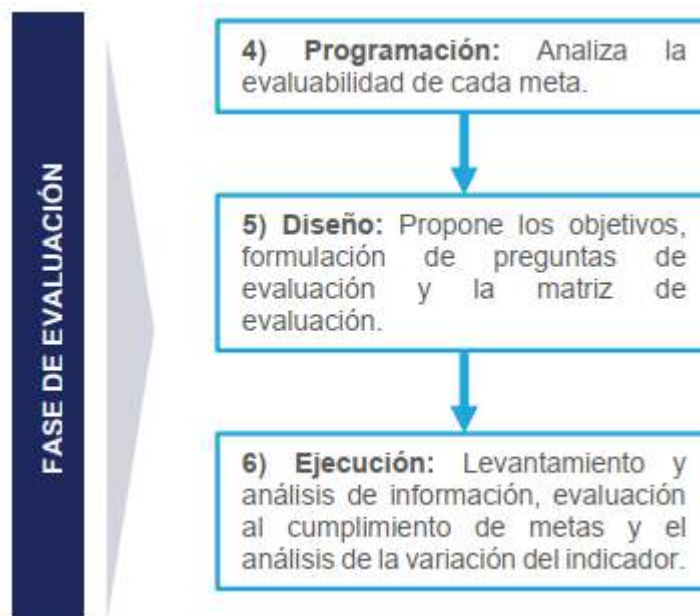 FASE DE EVALUACIÓN
4) Programación: Analiza la
evaluabilidad de cada meta.
5) Diseño: Propone los objetivos,
formulación de preguntas de
evaluación y la matriz de
evaluación.
6) Ejecución: Levantamiento y
análisis de información, evaluación
al cumplimiento de metas y el
análisis de la variación del indicador.